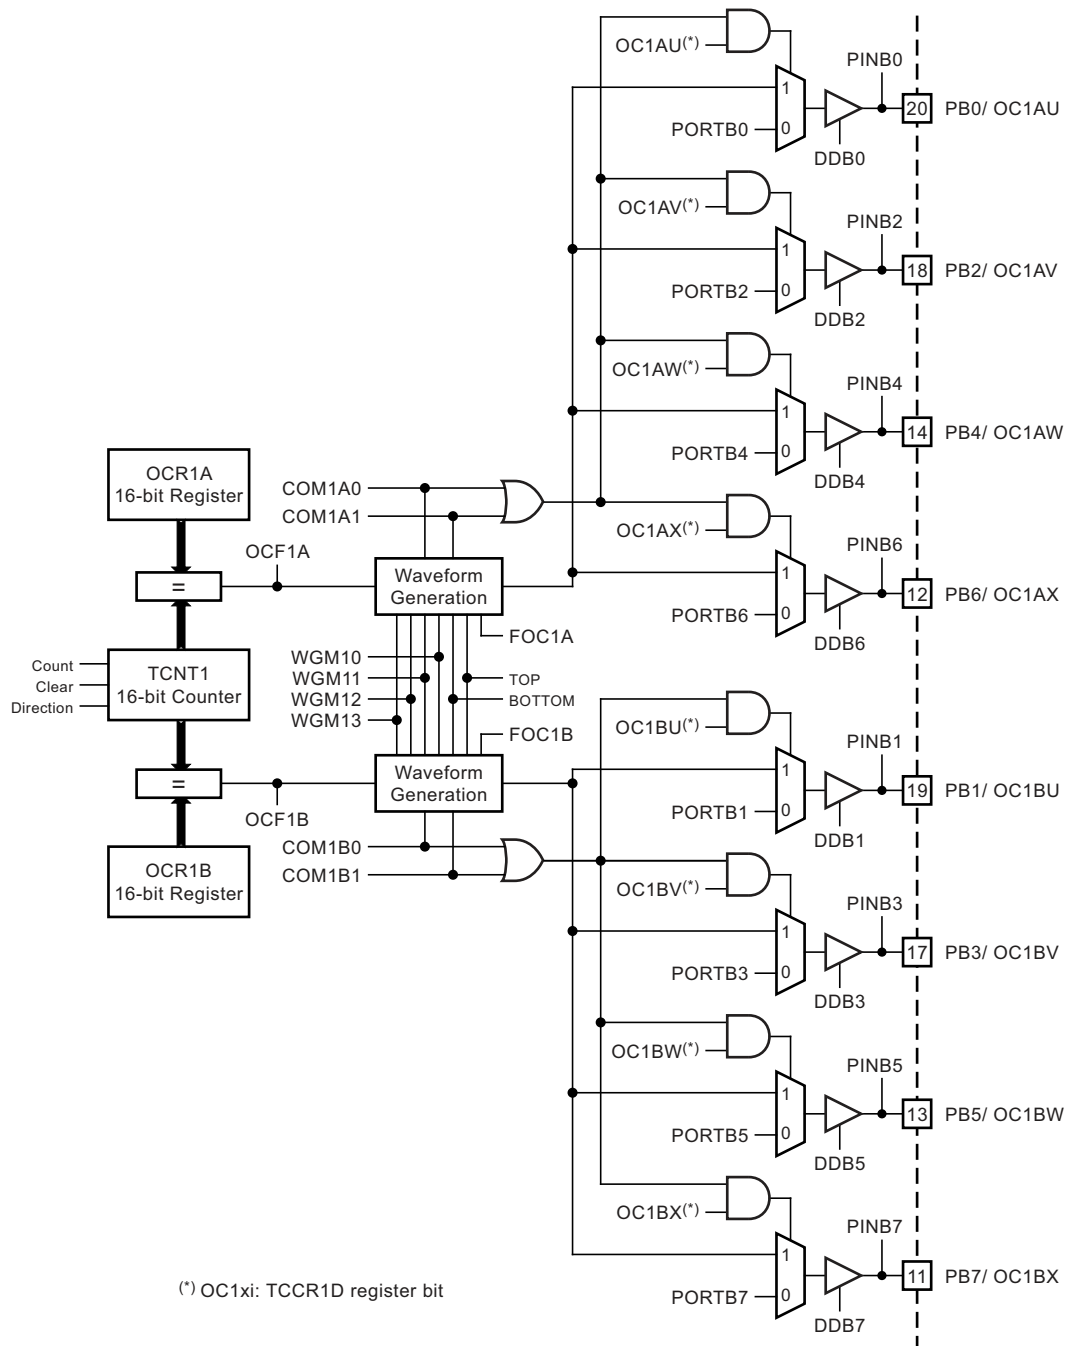 OC1AU(*)
PINB0
1
20
PB0/ OC1AU
PORTB0
0
DDB0
OC1AV(*)
PINB2
1
18
PB2/ OC1AV
PORTB2
0
DDB2
OC1AW(*)
PINB4
1
14
PB4/ OC1AW
PORTB4
0
DDB4
OCR1A
16-bit Register
COM1A0
COM1A1
OC1AX(*)
PINB6
OCF1A
=
Waveform
Generation
1
12
PB6/ OC1AX
PORTB6
0
DDB6
FOC1A
Count
Clear
Direction
TCNT1
16-bit Counter
WGM10
WGM11
WGM12
WGM13
TOP
BOTTOM
FOC1B
OC1BU(*)
PINB1
=
Waveform
Generation
1
19
PB1/ OC1BU
OCF1B
PORTB1
0
DDB1
OCR1B
16-bit Register
COM1B0
COM1B1
OC1BV(*)
PINB3
1
17
PB3/ OC1BV
PORTB3
0
DDB3
OC1BW(*)
PINB5
1
13
PB5/ OC1BW
PORTB5
0
DDB5
OC1BX(*)
PINB7
1
11
PB7/ OC1BX
PORTB7
0
DDB7
(*) OC1xi: TCCR1D register bit